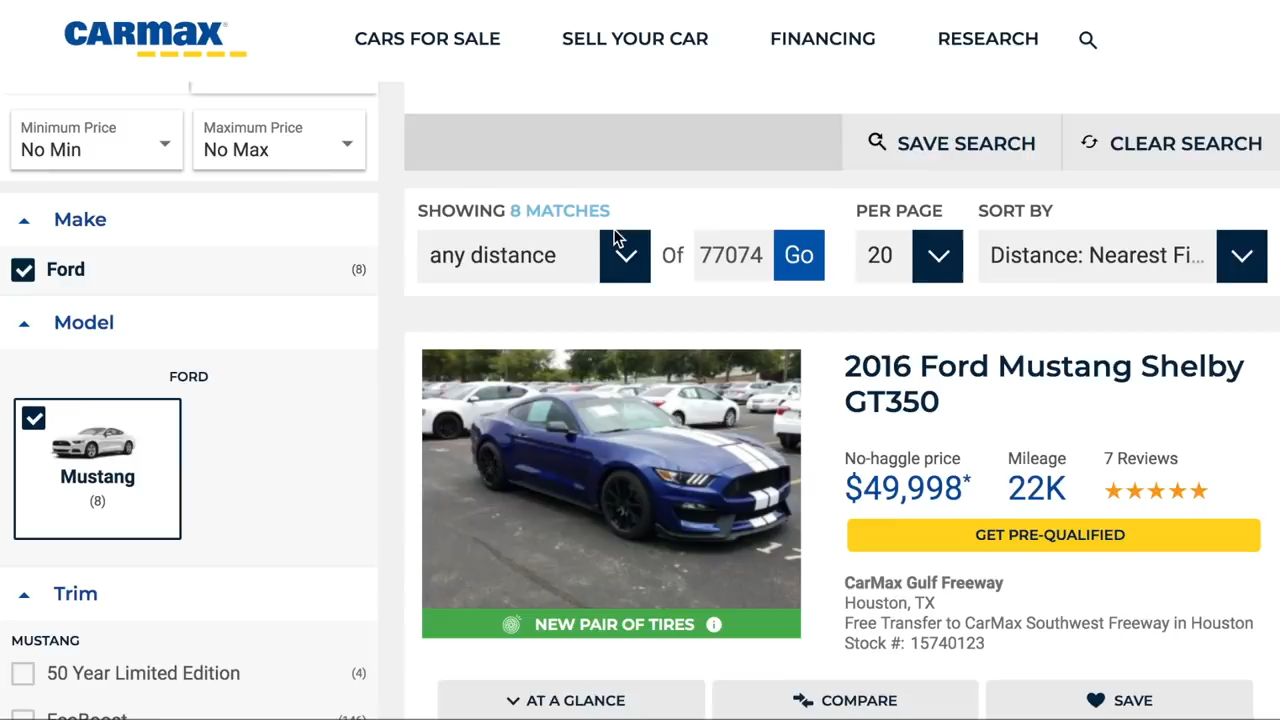 CARMAX
CARS FOR SALE
SELL YOUR CAR
FINANCING
RESEARCH
Minimum Price
No Min
Maximum Price
No Max
SAVE SEARCH
CLEAR SEARCH
Make
Ford
(8)
Model
FORD
Mustang
(8)
Trim
MUSTANG
50 Year Limited Edition
(4)
SHOWING 8 MATCHES
any distance
Of
77074
Go
PER PAGE
20
SORT BY
Distance: Nearest Fi...
NEW PAIR OF TIRES
2016 Ford Mustang Shelby
GT350
No-haggle price
$49,998*
Mileage
22K
7 Reviews
GET PRE-QUALIFIED
CarMax Gulf Freeway
Houston, TX
Free Transfer to CarMax Southwest Freeway in Houston
Stock #: 15740123
AT A GLANCE
COMPARE
SAVE